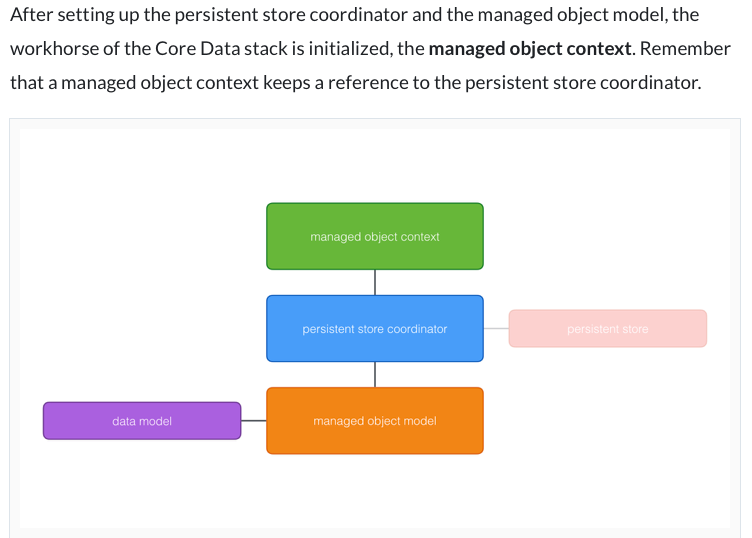 After setting up the persistent store coordinator and the managed object model, the
workhorse of the Core Data stack is initialized, the managed object context. Remember
that a managed object context keeps a reference to the persistent store coordinator.
managed object context
persistent store coordinator
persistent store
data model
managed object model